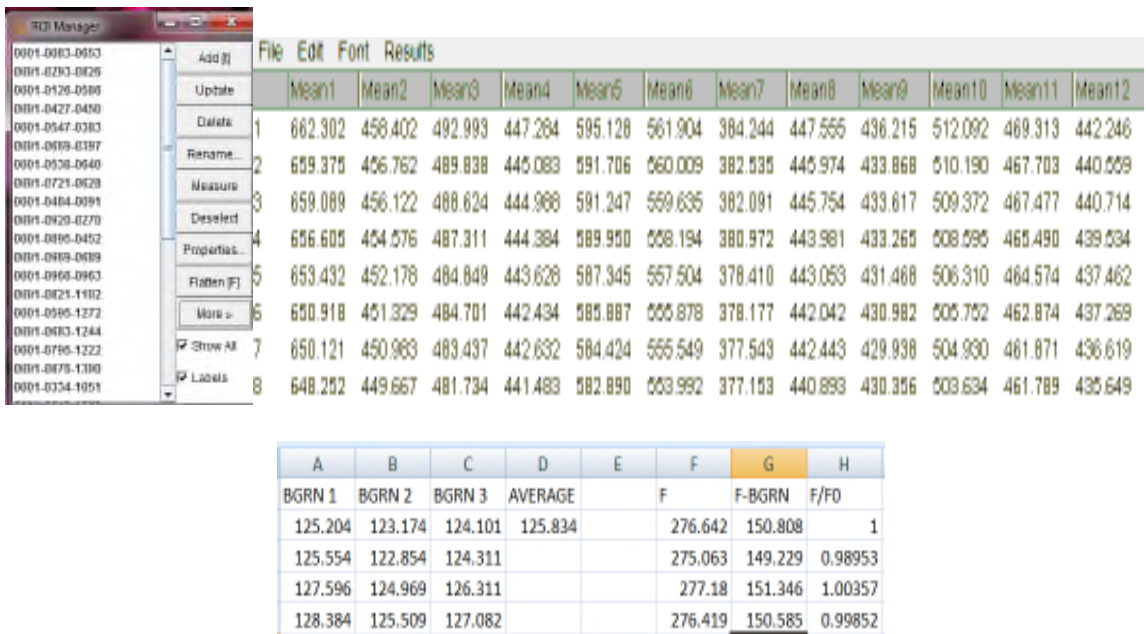 ROI Manager
0001-0083-0653
0001-0293-0826
0001-0126-0586
0001-0427-0450
0001-0547-0383
0001-0669-0397
0001-0538-0640
0001-0721-0628
0001-0484-0091
0001-0620-0270
0001-0895-0452
0001-0989-0689
0001-0966-0963
0001-0821-1102
0001-0595-1272
0001-0683-1244
0001-0795-1222
0001-0334-1051
Add [t]
Update
Delete
Rename...
Measure
Deselect
Properties...
Flatten [F]
More »
Show All
Labels
File Edit Font Results
Mean1 Mean2 Mean3 Mean4 Mean5 Mean6 Mean7 Mean8 Mean9 Mean10 Mean11 Mean12
1 662.302 458.402 492.993 447.284 595.128 561.904 384.244 447.555 436.215 512.092 469.313 442.246
2 659.375 456.762 489.838 445.083 591.706 560.009 382.535 445.974 433.868 510.190 467.703 440.559
3 659.089 456.122 488.624 444.988 591.247 559.635 382.091 445.754 433.617 509.372 467.477 440.714
4 656.605 454.576 487.311 444.384 589.950 558.194 380.972 443.981 433.265 508.595 465.490 439.534
5 653.432 452.178 484.849 443.628 587.345 557.504 378.410 443.053 431.468 506.310 464.574 437.462
6 650.918 451.329 484.701 442.434 585.887 555.878 378.177 442.042 430.982 505.752 462.874 437.269
7 650.121 450.983 483.437 442.632 584.424 555.549 377.543 442.443 429.938 504.930 461.871 436.619
8 648.252 449.667 481.734 441.483 582.890 553.992 377.153 440.893 430.356 503.634 461.789 435.649
A B C D E F G H
BGRN 1 BGRN 2 BGRN 3 AVERAGE F F-BGRN F/F0
125.204 123.174 124.101 125.834 276.642 150.808 1
125.554 122.854 124.311 275.063 149.229 0.98953
127.596 124.969 126.311 277.18 151.346 1.00357
128.384 125.509 127.082 276.419 150.585 0.99852